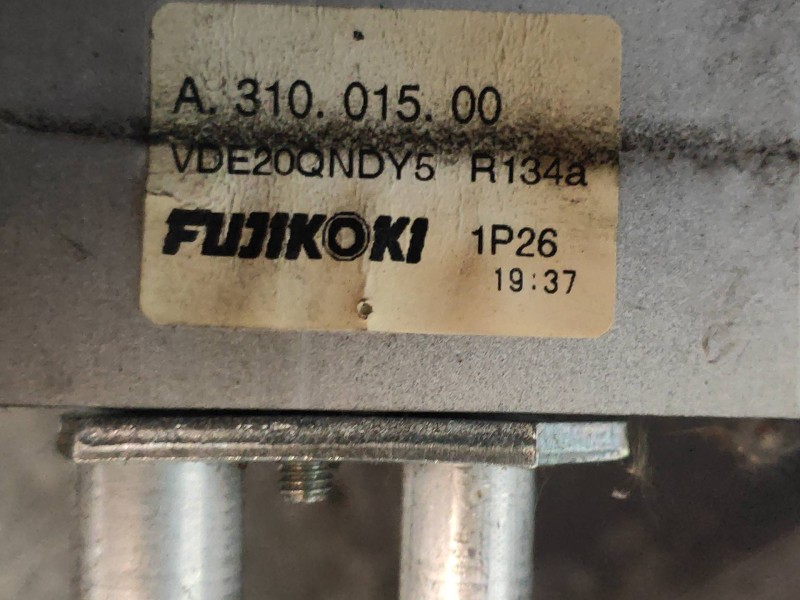 A. 310. 015. 00
VDE20QNDY5 R134a
FUJIKOKI 1P26
19:37